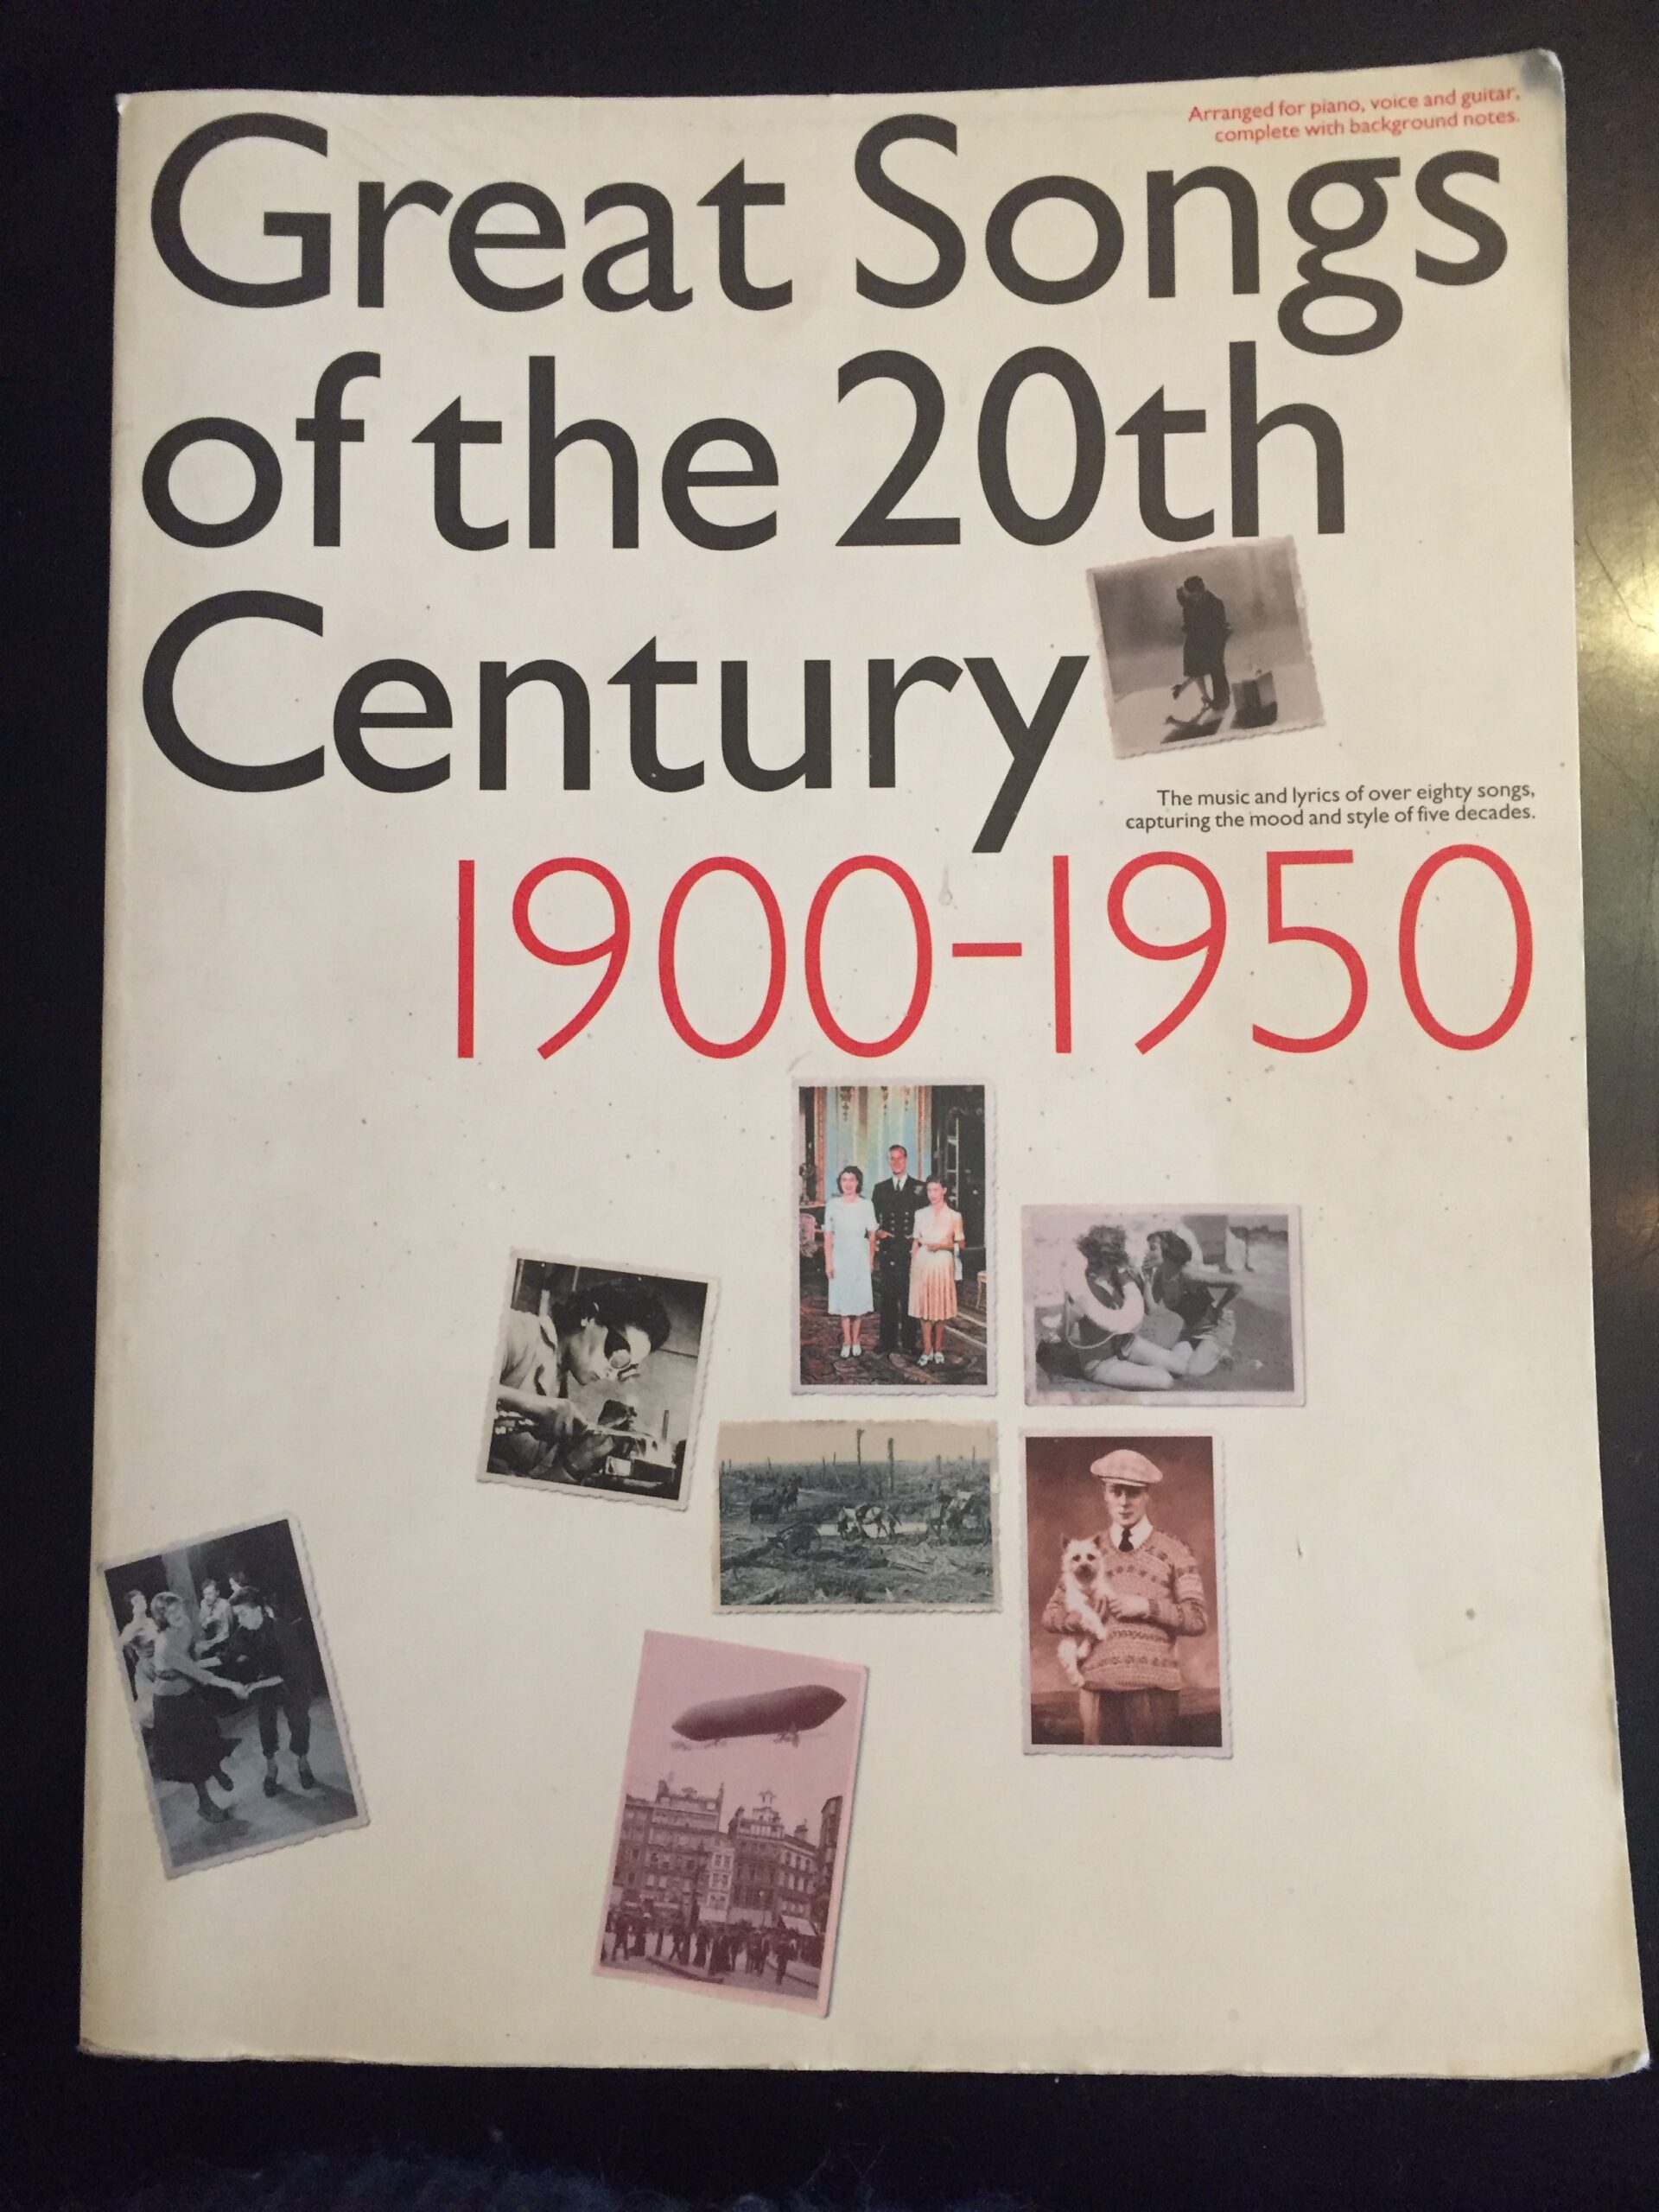 Arranged for piano, voice and guitar,
complete with background notes.
Great Songs
of the 20th
Century
The music and lyrics of over eighty songs,
capturing the mood and style of five decades.
1900-1950